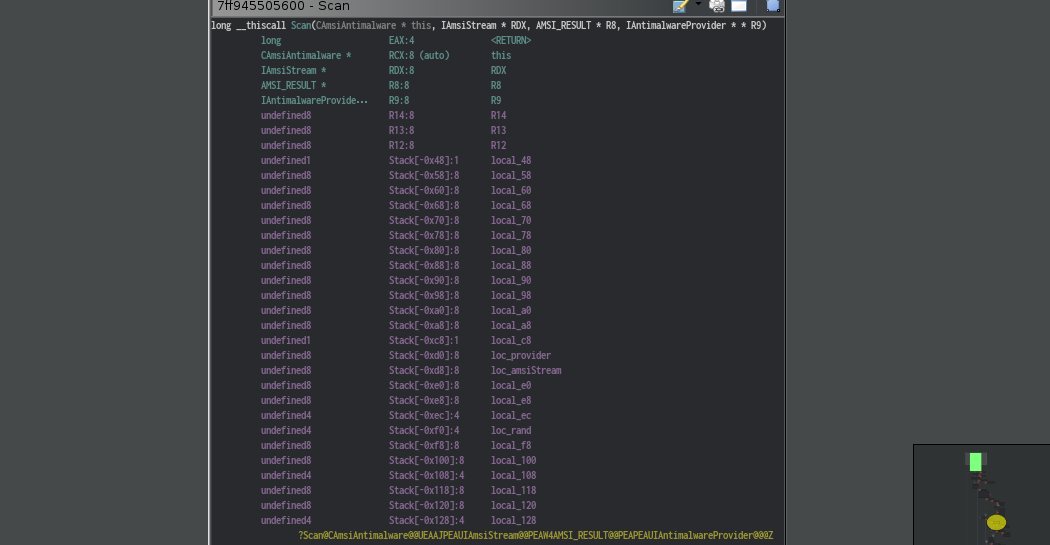 7ff945505600 - Scan
long __thiscall Scan(CAmsiAntimalware * this, IAmsiStream * RDX, AMSI_RESULT * R8, IAntimalwareProvider * * R9)
long EAX:4 <RETURN>
CAmsiAntimalware * RCX:8 (auto) this
IAmsiStream * RDX:8 RDX
AMSI_RESULT * R8:8 R8
IAntimalwareProvide... R9:8 R9
undefined8 R14:8 R14
undefined8 R13:8 R13
undefined8 R12:8 R12
undefined1 Stack[-0x48]:1 local_48
undefined8 Stack[-0x58]:8 local_58
undefined8 Stack[-0x60]:8 local_60
undefined8 Stack[-0x68]:8 local_68
undefined8 Stack[-0x70]:8 local_70
undefined8 Stack[-0x78]:8 local_78
undefined8 Stack[-0x80]:8 local_80
undefined8 Stack[-0x88]:8 local_88
undefined8 Stack[-0x90]:8 local_90
undefined8 Stack[-0x98]:8 local_98
undefined8 Stack[-0xa0]:8 local_a0
undefined8 Stack[-0xa8]:8 local_a8
undefined1 Stack[-0xc8]:1 local_c8
undefined8 Stack[-0xd0]:8 loc_provider
undefined8 Stack[-0xd8]:8 loc_amsiStream
undefined8 Stack[-0xe0]:8 local_e0
undefined8 Stack[-0xe8]:8 local_e8
undefined4 Stack[-0xec]:4 local_ec
undefined4 Stack[-0xf0]:4 loc_rand
undefined8 Stack[-0xf8]:8 local_f8
undefined8 Stack[-0x100]:8 local_100
undefined4 Stack[-0x108]:4 local_108
undefined8 Stack[-0x118]:8 local_118
undefined8 Stack[-0x120]:8 local_120
undefined4 Stack[-0x128]:4 local_128
?Scan@CAmsiAntimalware@@UEAAJPEAUIAmsiStream@@PEAW4AMSI_RESULT@@PEAPEAUIAntimalwareProvider@@@Z